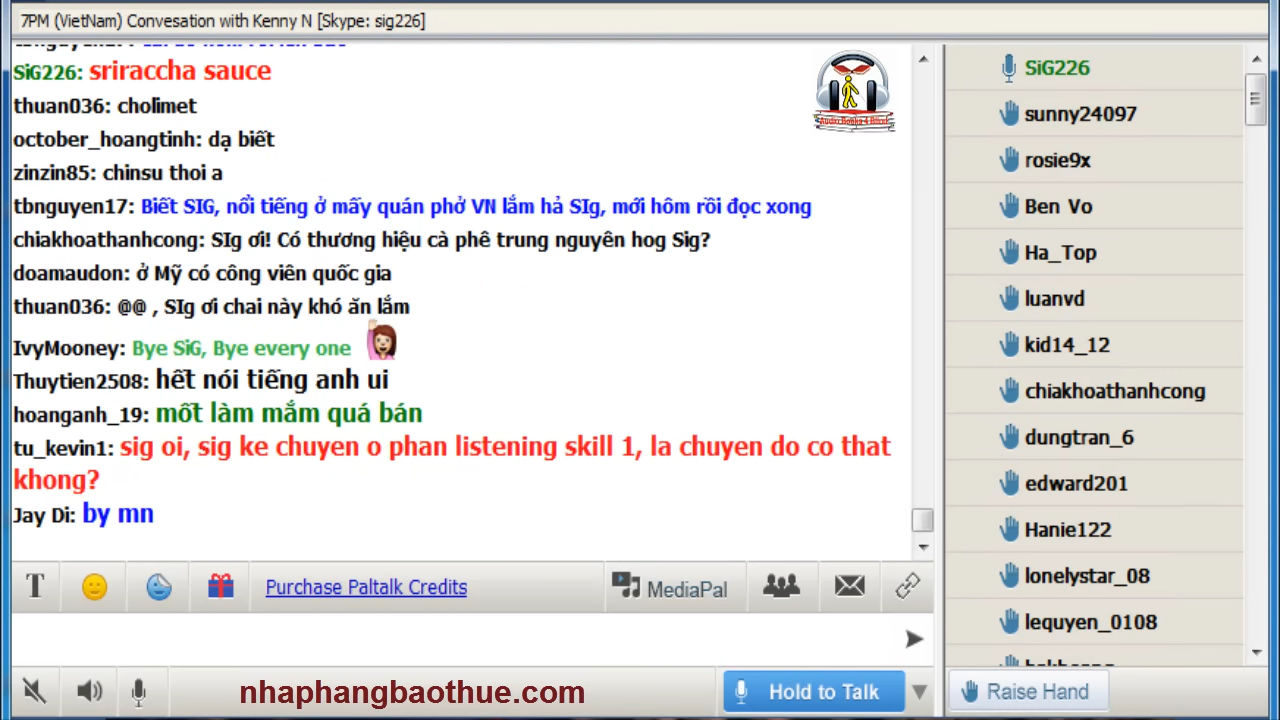 7PM (VietNam) Convesation with Kenny N [Skype: sig226]
SiG226: sriraccha sauce
thuan036: cholimet
october_hoangtinh: dạ biết
zinzin85: chinsu thoi a
tbnguyen17: Biết SIG, nổi tiếng ở mấy quán phở VN lắm hả SIg, mới hôm rồi đọc xong
chiakhoathanhcong: SIg ơi! Có thương hiệu cà phê trung nguyên hog Sig?
doamaudon: ở Mỹ có công viên quốc gia
thuan036: @@ , SIg ơi chai này khó ăn lắm
IvyMooney: Bye SiG, Bye every one
Thuytien2508: hết nói tiếng anh ui
hoanganh_19: mốt làm mắm quá bán
tu_kevin1: sig oi, sig ke chuyen o phan listening skill 1, la chuyen do co that
khong?
Jay Di: by mn
Audio Books 4 Blind
SiG226
sunny24097
rosie9x
Ben Vo
Ha_Top
luanvd
kid14_12
chiakhoathanhcong
dungtran_6
edward201
Hanie122
lonelystar_08
lequyen_0108
T
Purchase Paltalk Credits
MediaPal
nhaphangbaothue.com
Hold to Talk
Raise Hand